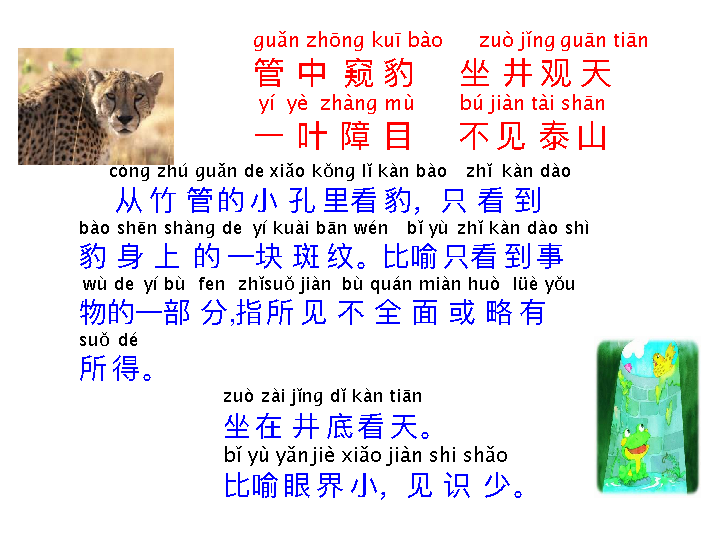 guǎn zhōng kuī bào zuò jǐng guān tiān
管中窥豹 坐井观天
yí yè zhàng mù bú jiàn tài shān
一叶障目 不见泰山
cóng zhú guǎn de xiǎo kǒng lǐ kàn bào zhǐ kàn dào
从竹管的小孔里看豹，只看到
bào shēn shàng de yí kuài bān wén bǐ yù zhǐ kàn dào shì
豹身上的一块斑纹。比喻只看到事
wù de yí bù fen zhǐsuǒ jiàn bù quán miàn huò lüè yǒu
物的一部分,指所见不全面或略有
suǒ dé
所得。
zuò zài jǐng dǐ kàn tiān
坐在井底看天。
bǐ yù yǎn jiè xiǎo jiàn shi shǎo
比喻眼界小，见识少。